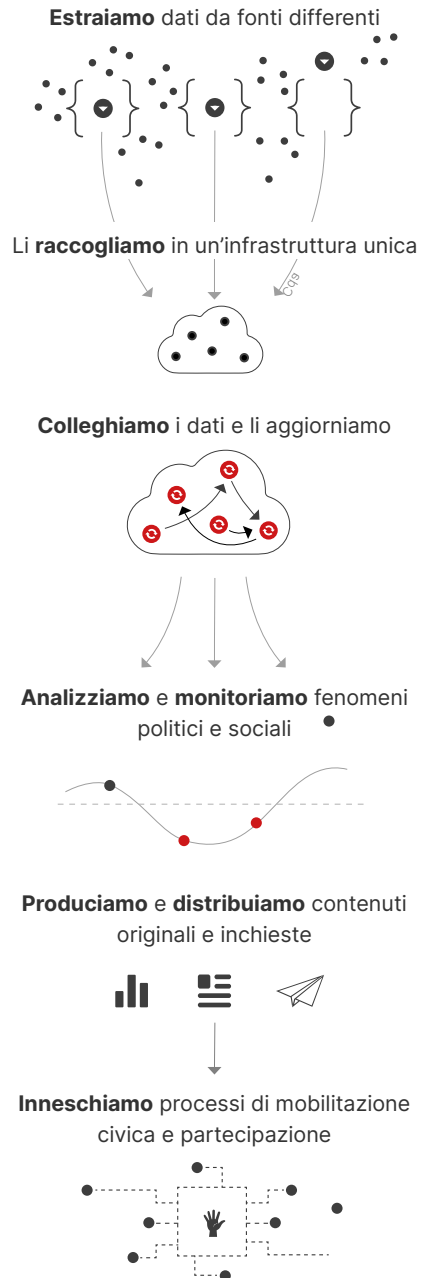 Estraiamo dati da fonti differenti
Li raccogliamo in un’infrastruttura unica
Cq9
Colleghiamo i dati e li aggiorniamo
Analizziamo e monitoriamo fenomeni
politici e sociali
Produciamo e distribuiamo contenuti
originali e inchieste
Inneschiamo processi di mobilitazione
civica e partecipazione